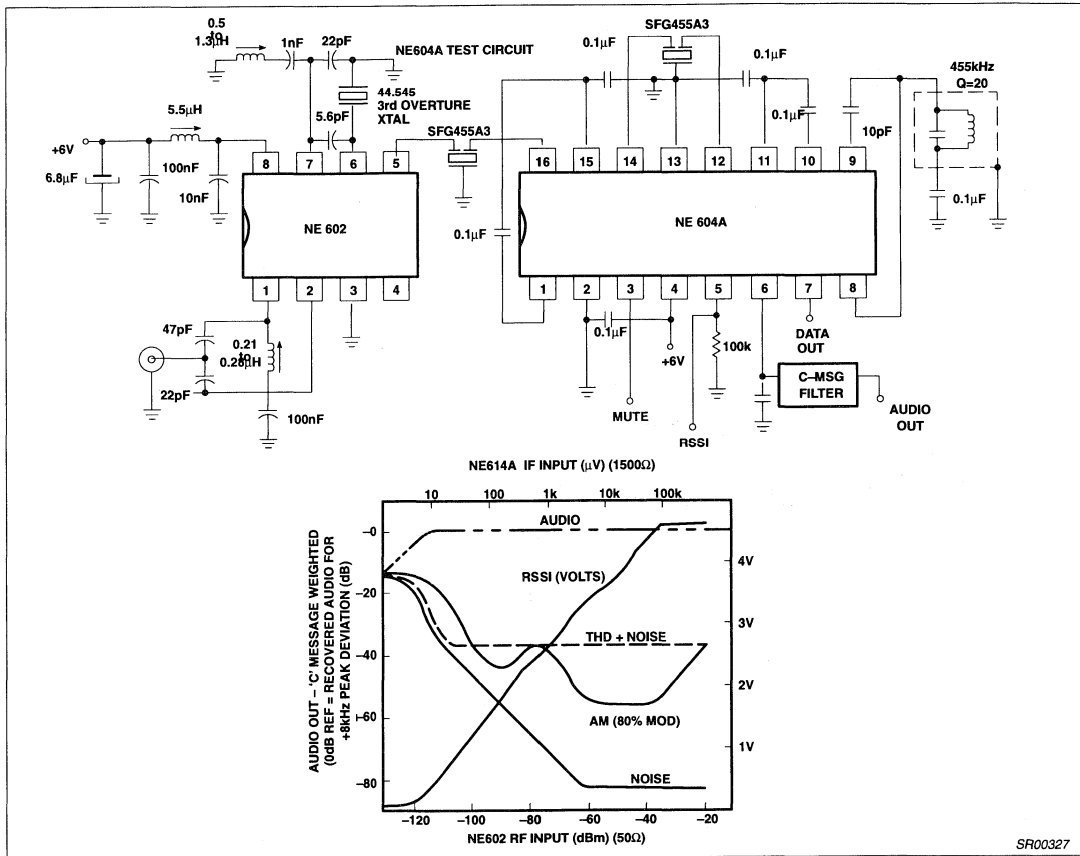 0.5
to
1.3μH
1nF
22pF
NE604A TEST CIRCUIT
44.545
3rd OVERTURE
XTAL
5.6pF
5.5μH
+6V
6.8μF
100nF
10nF
SFG455A3
8
7
6
5
NE 602
1
2
3
4
47pF
0.21
to
0.28μH
22pF
100nF
SFG455A3
0.1μF
0.1μF
0.1μF
10pF
455kHz
Q=20
0.1μF
16
15
14
13
12
11
10
9
0.1μF
NE 604A
1
2
3
4
5
6
7
8
0.1μF
+6V
100k
MUTE
RSSI
DATA
OUT
C–MSG
FILTER
AUDIO
OUT
NE614A IF INPUT (μV) (1500Ω)
10
100
1k
10k
100k
AUDIO
RSSI (VOLTS)
THD + NOISE
AM (80% MOD)
NOISE
–0
–20
–40
–60
–80
4V
3V
2V
1V
AUDIO OUT – 'C' MESSAGE WEIGHTED
(0dB REF = RECOVERED AUDIO FOR
+8kHz PEAK DEVIATION (dB)
–120
–100
–80
–60
–40
–20
NE602 RF INPUT (dBm) (50Ω)
SR00327